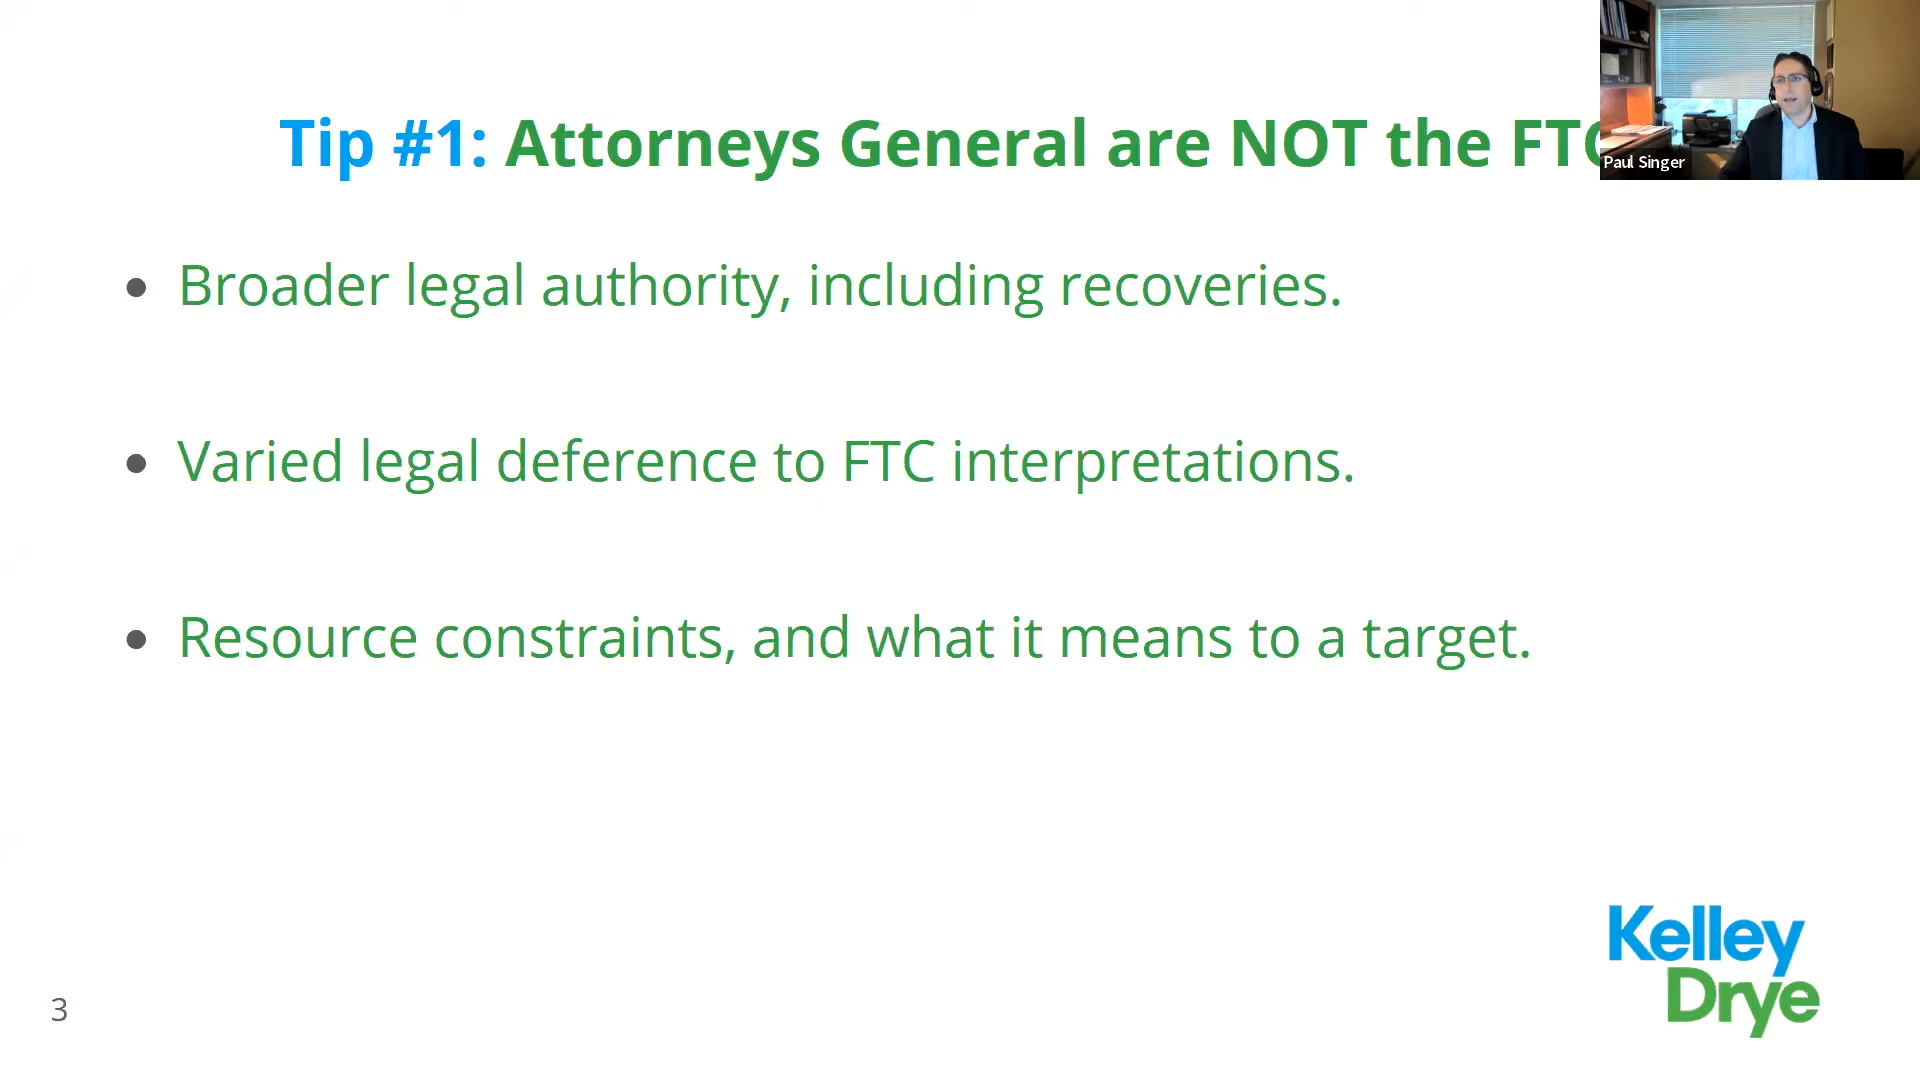 Tip #1: Attorneys General are NOT the FTC
Paul Singer
Broader legal authority, including recoveries.
Varied legal deference to FTC interpretations.
Resource constraints, and what it means to a target.
Kelley
Drye
3